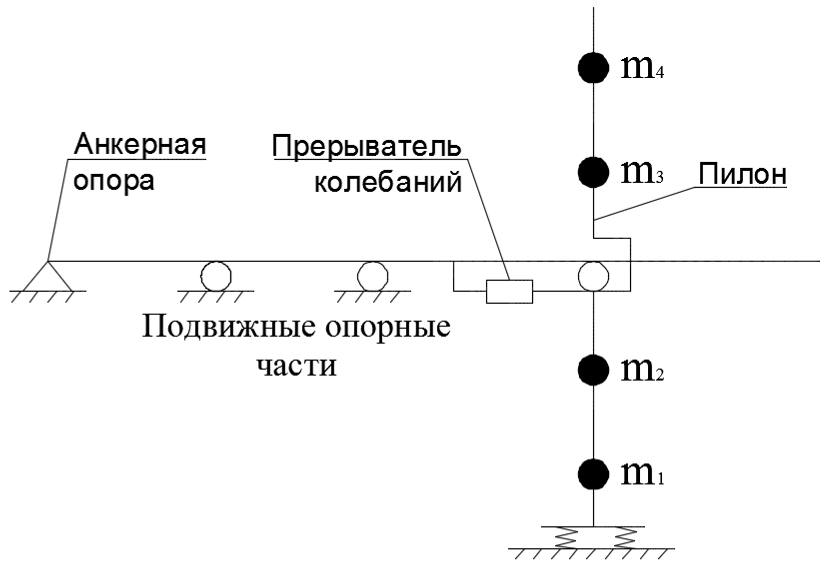 m4
Анкерная
опора
Прерыватель
колебаний
m3
Пилон
Подвижные опорные
части
m2
m1